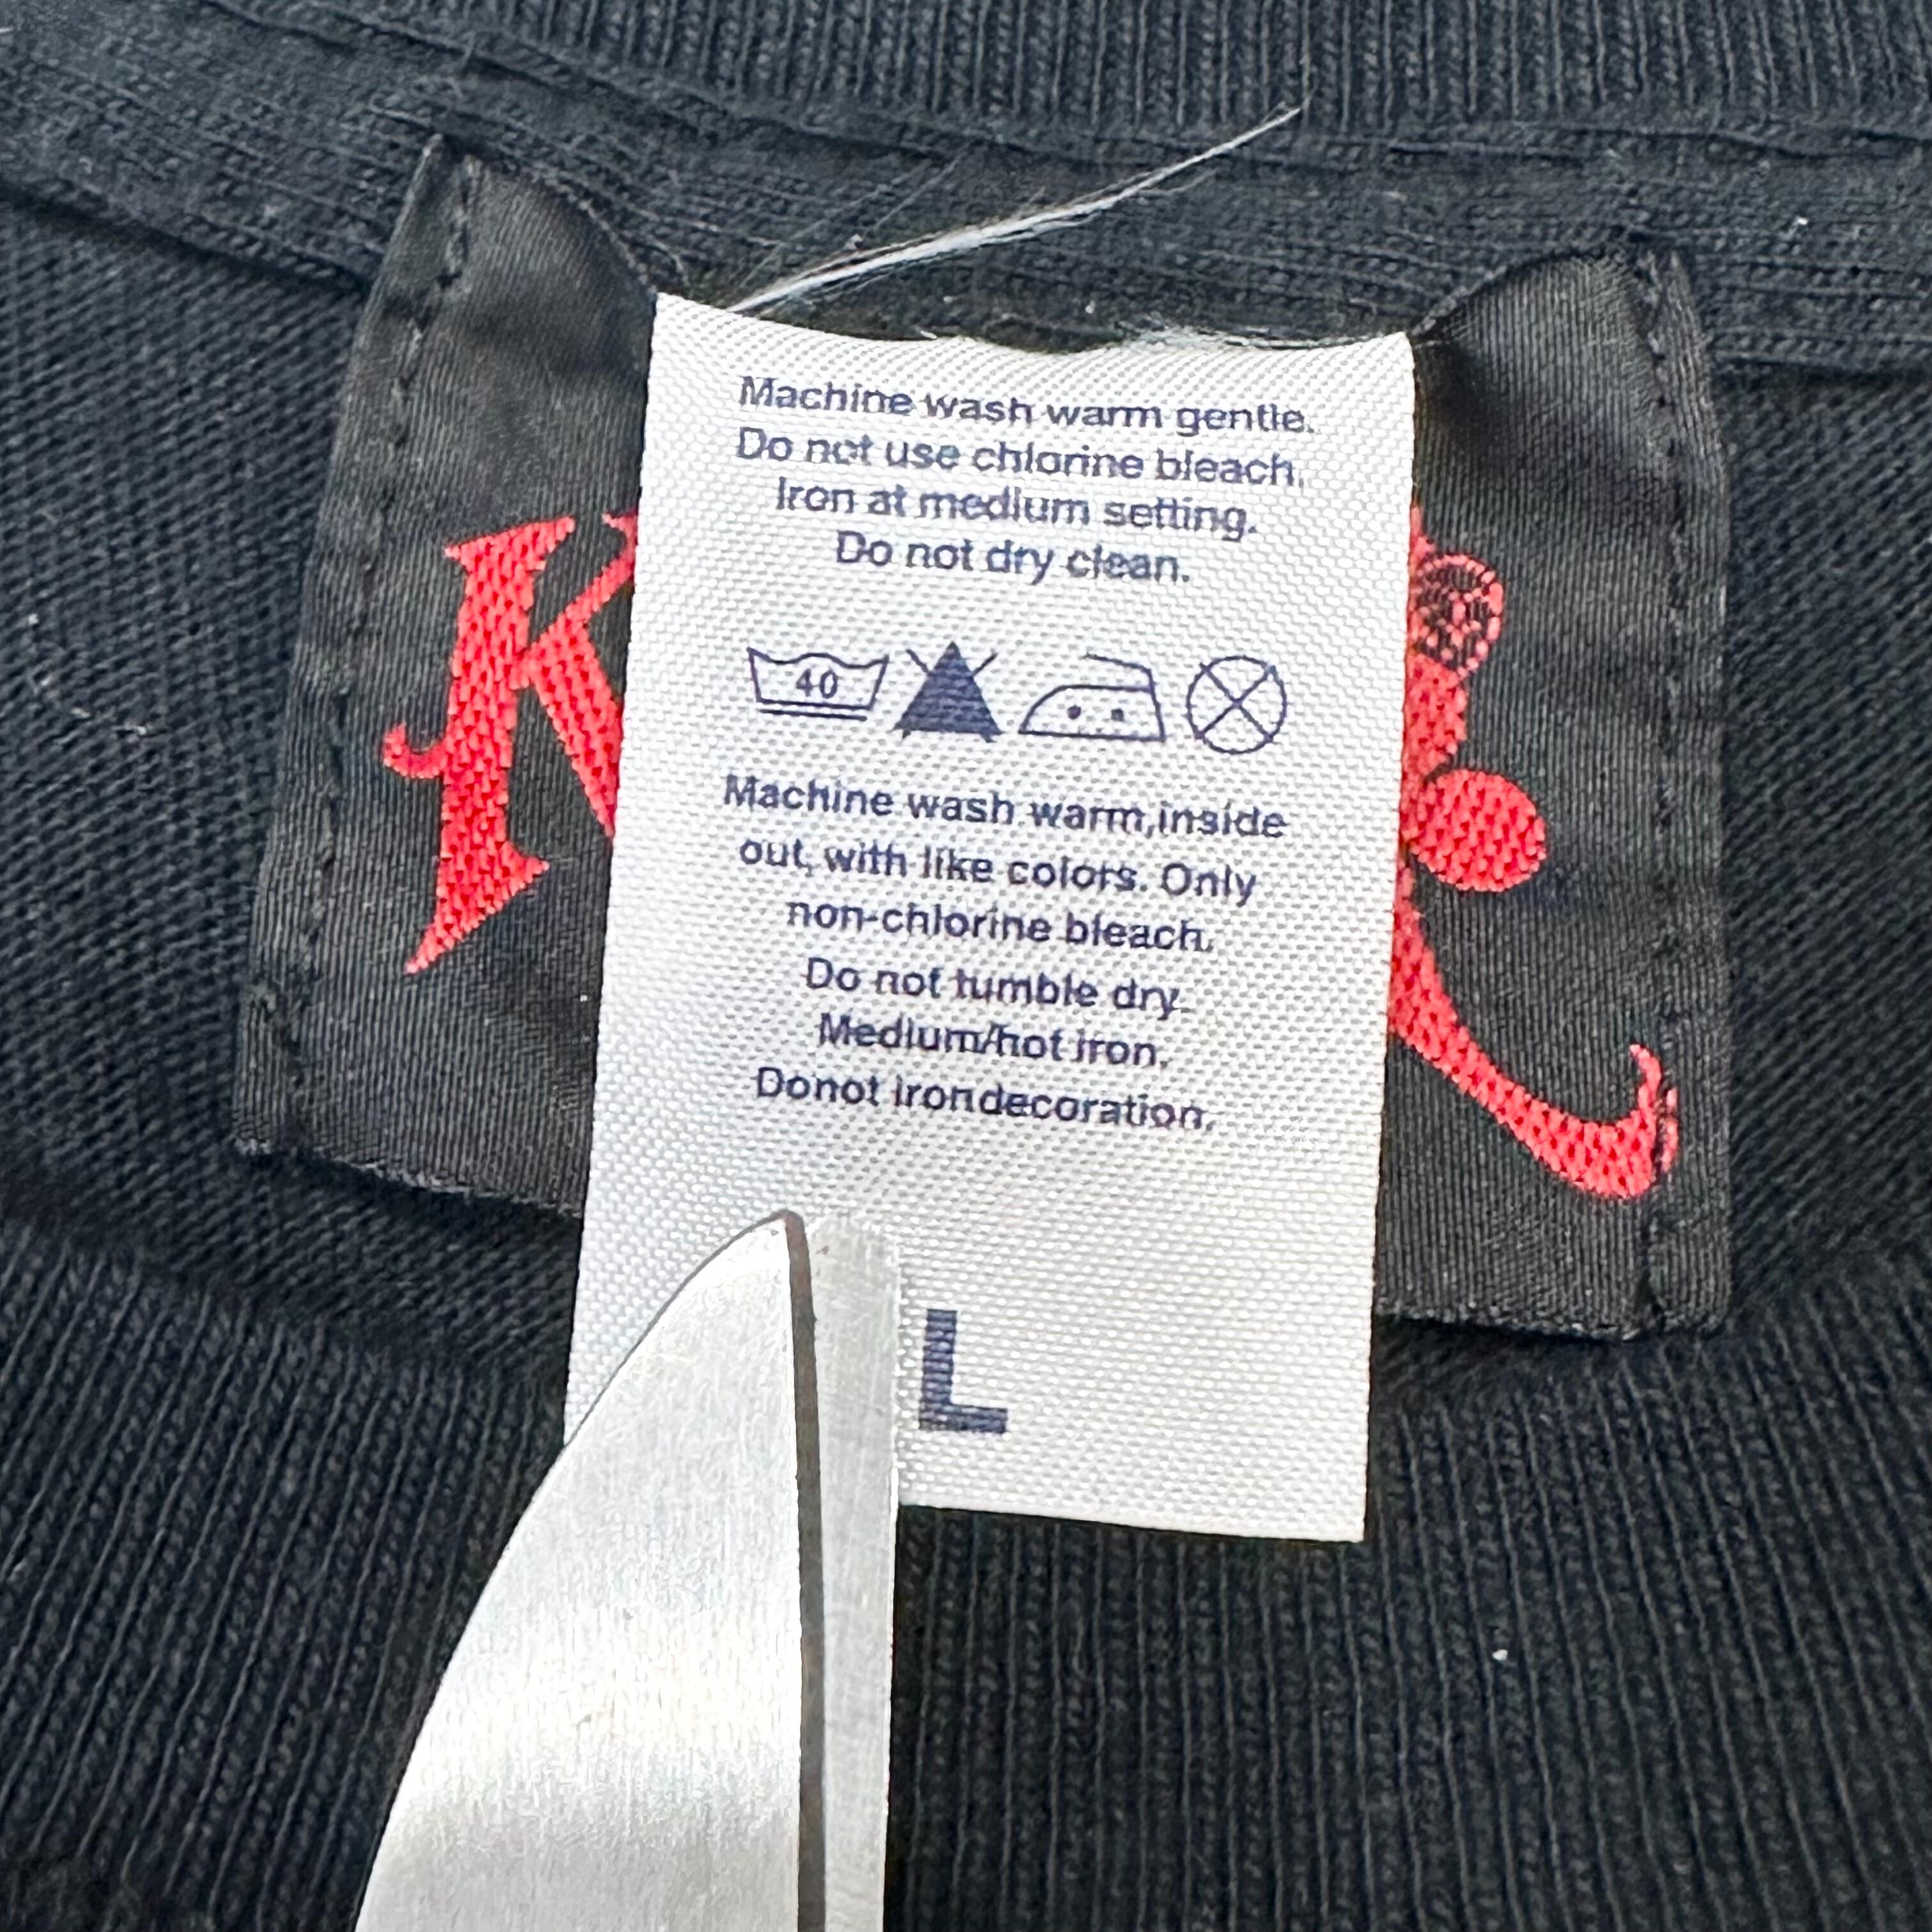 Machine wash warm gentle.
Do not use chlorine bleach.
Iron at medium setting.
Do not dry clean.
40
Machine wash warm,inside
out, with like colors. Only
non-chlorine bleach.
Do not tumble dry.
Medium/hot iron.
Donot irondecoration.
L